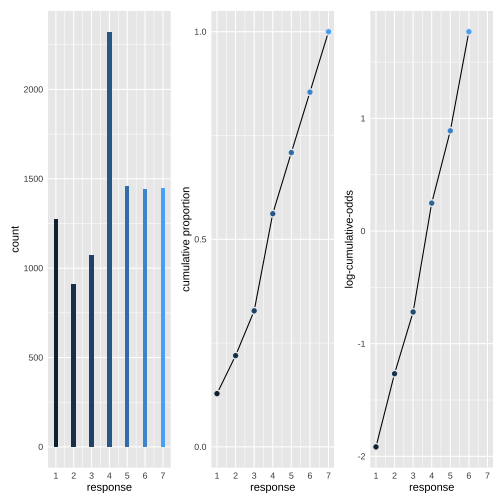 count
2000
1500
1000
500
0
1 2 3 4 5 6 7
response
cumulative proportion
1.0
0.5
0.0
1 2 3 4 5 6 7
response
log-cumulative-odds
1
0
-1
-2
1 2 3 4 5 6 7
response